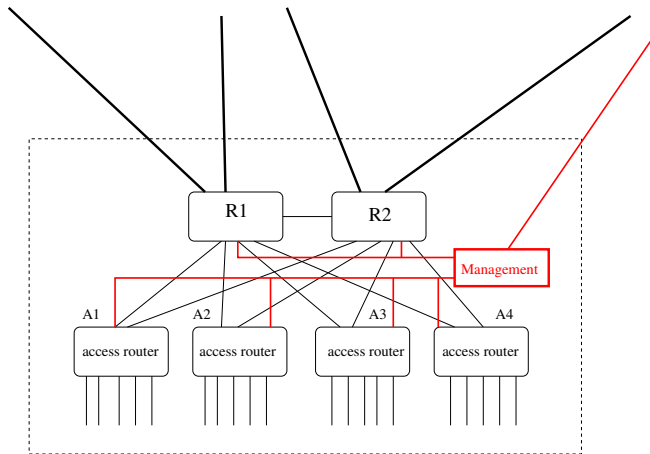 R1
R2
Management
A1
A2
A3
A4
access router
access router
access router
access router